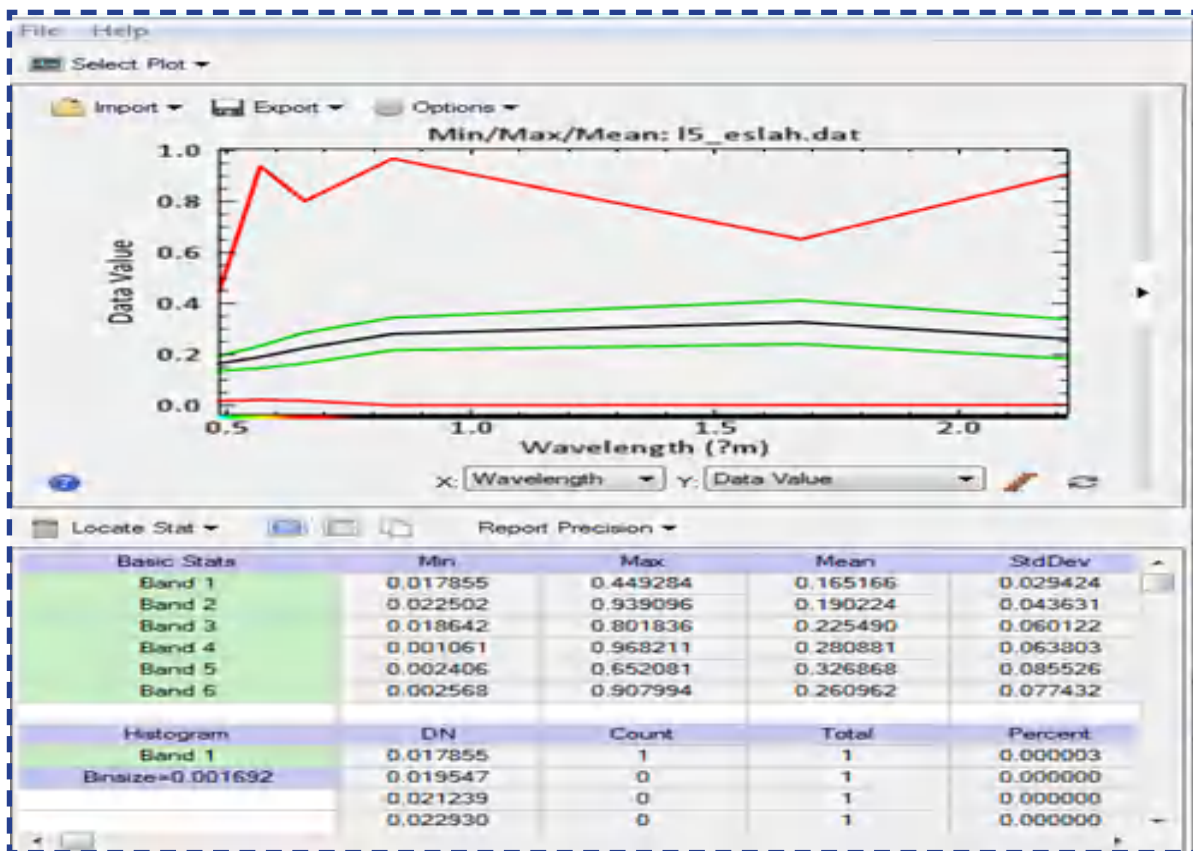 File Help
Select Plot
Import Export Options
Min/Max/Mean: l5_eslah.dat
1.0
0.8
0.6
0.4
0.2
0.0
Data Value
0.5 1.0 1.5 2.0
Wavelength (?m)
X: Wavelength Y: Data Value
Locate Stat Report Precision
Basic Stats Min Max Mean StdDev
Band 1 0.017855 0.449284 0.165166 0.029424
Band 2 0.022502 0.939096 0.190224 0.043631
Band 3 0.018642 0.801836 0.225490 0.060122
Band 4 0.001061 0.968211 0.280881 0.063803
Band 5 0.002406 0.652081 0.326868 0.085526
Band 6 0.002568 0.907994 0.260962 0.077432
Histogram DN Count Total Percent
Band 1 0.017855 1 1 0.000003
Binsize=0.001692 0.019547 0 1 0.000000
0.021239 0 1 0.000000
0.022930 0 1 0.000000